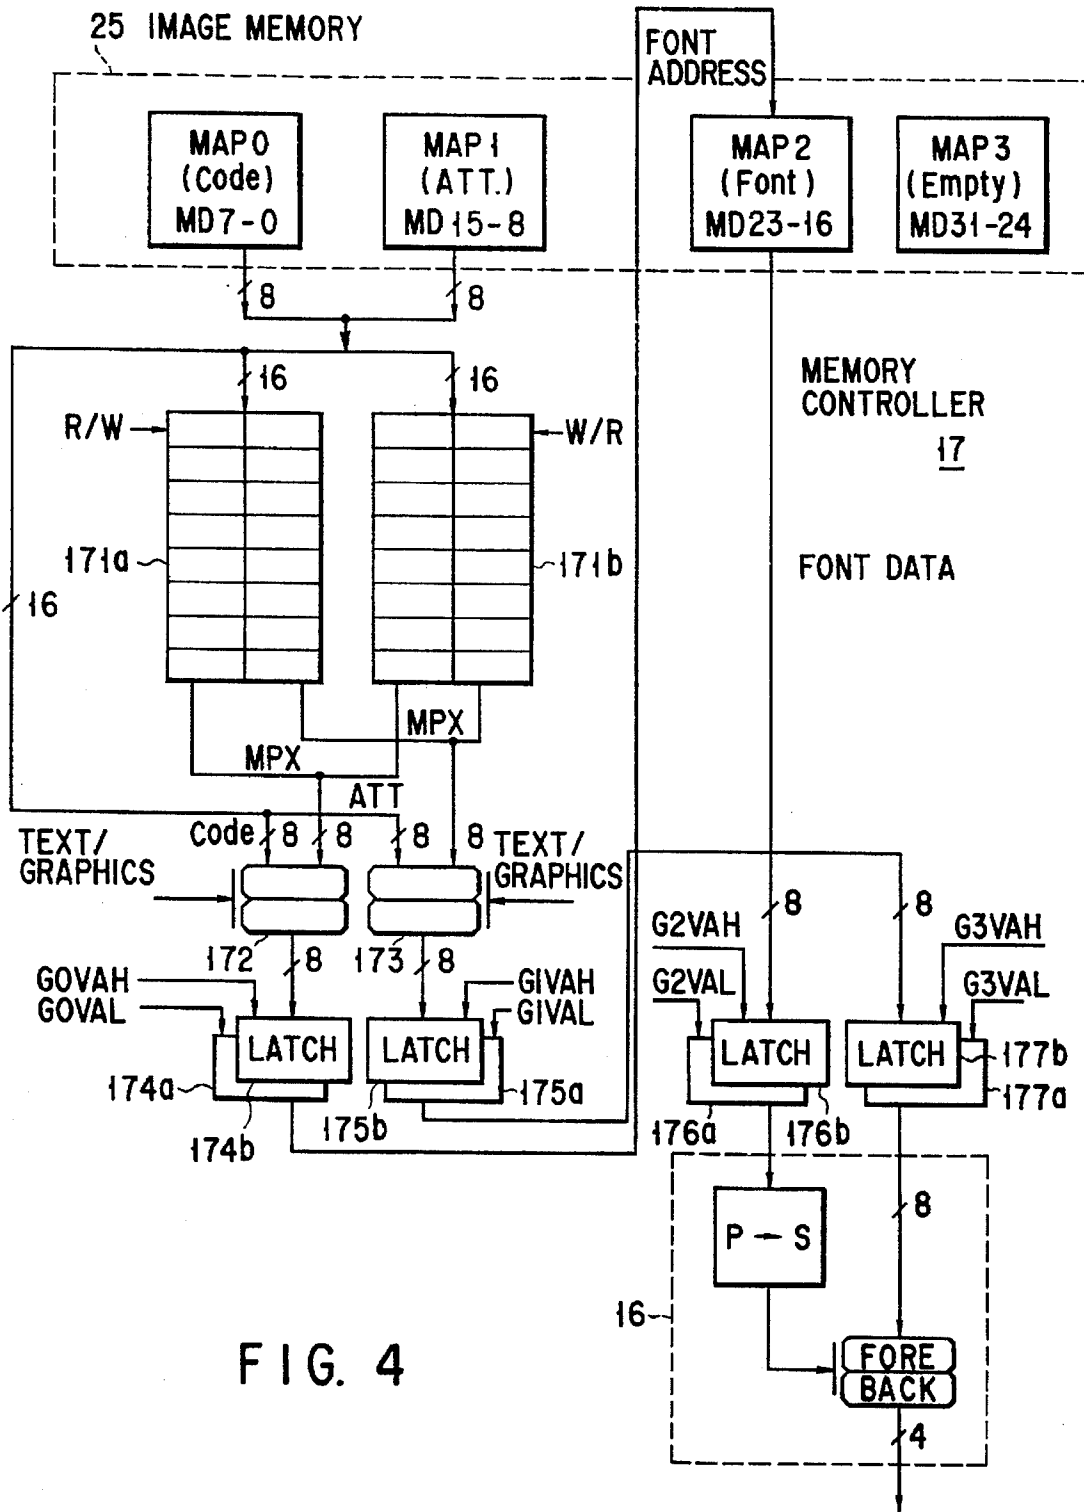 25 IMAGE MEMORY
FONT
ADDRESS
MAP 0
(Code)
MD7-0
MAP 1
(ATT.)
MD15-8
MAP 2
(Font)
MD23-16
MAP 3
(Empty)
MD31-24
8
8
16
16
MEMORY
CONTROLLER
17
R/W
W/R
171a
171b
FONT DATA
16
MPX
MPX
ATT
Code
8
8
8
8
TEXT/
GRAPHICS
TEXT/
GRAPHICS
172
8
173
8
8
8
G2VAH
G3VAH
G2VAL
G3VAL
GOVAH
GOVAL
GIVAH
GIVAL
LATCH
LATCH
LATCH
LATCH
174a
174b
175b
175a
176a
176b
177b
177a
P → S
8
16
FORE
BACK
4
FIG. 4